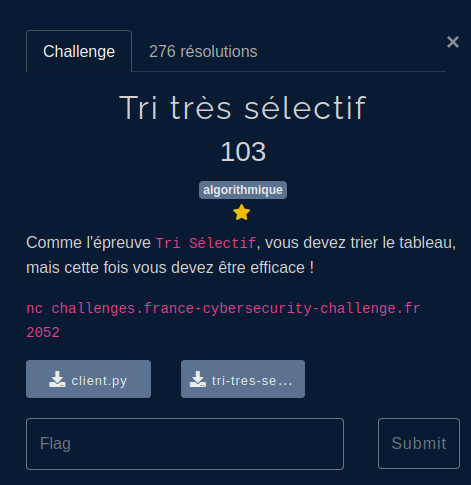 Challenge 276 résolutions ×
Tri très sélectif
103
algorithmique
Comme l'épreuve Tri Sélectif, vous devez trier le tableau,
mais cette fois vous devez être efficace !
nc challenges.france-cybersecurity-challenge.fr
2052
client.py tri-tres-se...
Flag Submit